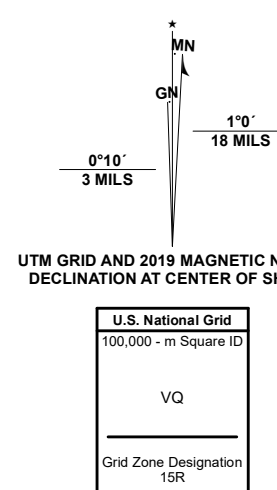 ★
MN
GN
1°0´
18 MILS
0°10´
3 MILS
UTM GRID AND 2019 MAGNETIC N
DECLINATION AT CENTER OF SH
U.S. National Grid
100,000 - m Square ID
VQ
Grid Zone Designation
15R